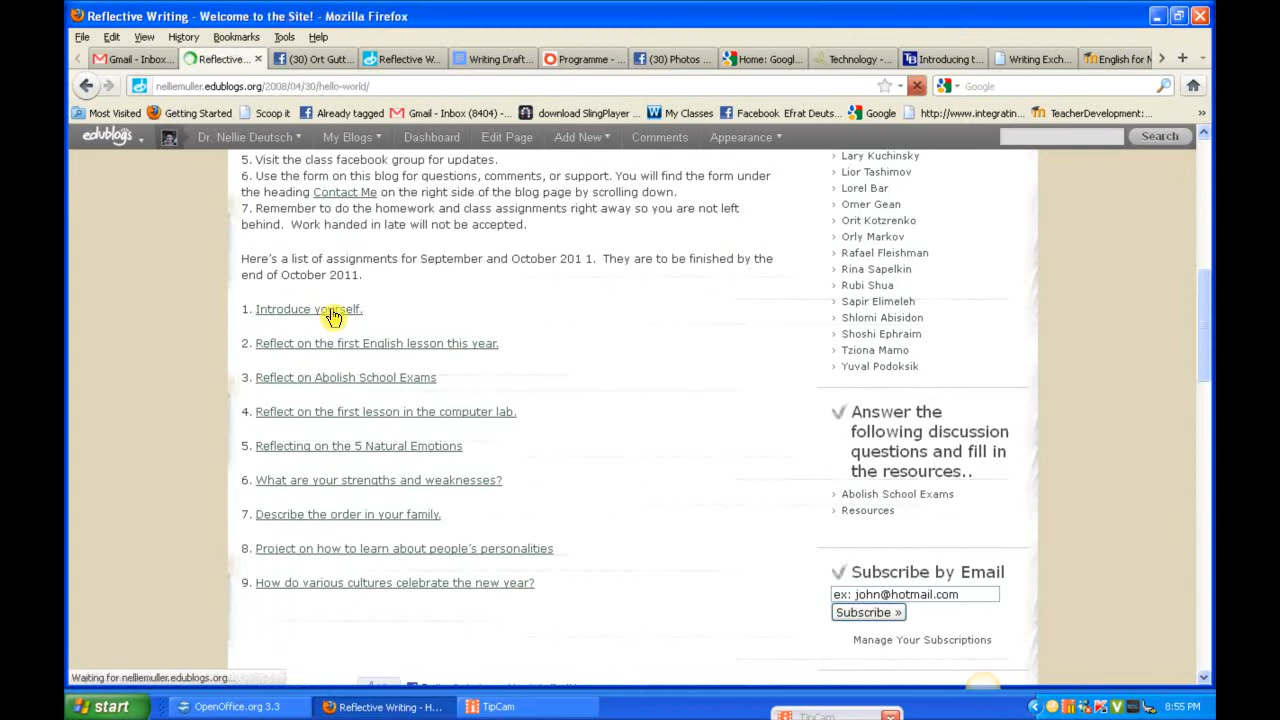 Reflective Writing - Welcome to the Site! - Mozilla Firefox
File Edit View History Bookmarks Tools Help
Gmail - Inbox... Reflective... (30) Ort Gutt... Reflective W... Writing Draft... Programme - ... (30) Photos ... Home: Googl... Technology - ... Introducing t... Writing Exch... English for M
nelliemuller.edublogs.org/2008/04/30/hello-world/ Google
Most Visited Getting Started Scoop it Already tagged Gmail - Inbox (8404) -... download SlingPlayer ... My Classes Facebook Efrat Deuts... Google http://www.integratin... TeacherDevelopment:... »
edublogs Dr. Nellie Deutsch My Blogs Dashboard Edit Page Add New Comments Appearance Search
5. Visit the class facebook group for updates.
6. Use the form on this blog for questions, comments, or support. You will find the form under
the heading Contact Me on the right side of the blog page by scrolling down.
7. Remember to do the homework and class assignments right away so you are not left
behind. Work handed in late will not be accepted.
Here's a list of assignments for September and October 201 1. They are to be finished by the
end of October 2011.
1. Introduce yourself.
2. Reflect on the first English lesson this year.
3. Reflect on Abolish School Exams
4. Reflect on the first lesson in the computer lab.
5. Reflecting on the 5 Natural Emotions
6. What are your strengths and weaknesses?
7. Describe the order in your family.
8. Project on how to learn about people's personalities
9. How do various cultures celebrate the new year?
Lary Kuchinsky
Lior Tashimov
Lorel Bar
Omer Gean
Orit Kotzrenko
Orly Markov
Rafael Fleishman
Rina Sapelkin
Rubi Shua
Sapir Elimeleh
Shlomi Abisidon
Shoshi Ephraim
Tziona Mamo
Yuval Podoksik
Answer the
following discussion
questions and fill in
the resources..
Abolish School Exams
Resources
Subscribe by Email
ex: john@hotmail.com
Subscribe »
Manage Your Subscriptions
Waiting for nelliemuller.edublogs.org...
start OpenOffice.org 3.3 Reflective Writing - H... TipCam TipCam 8:55 PM